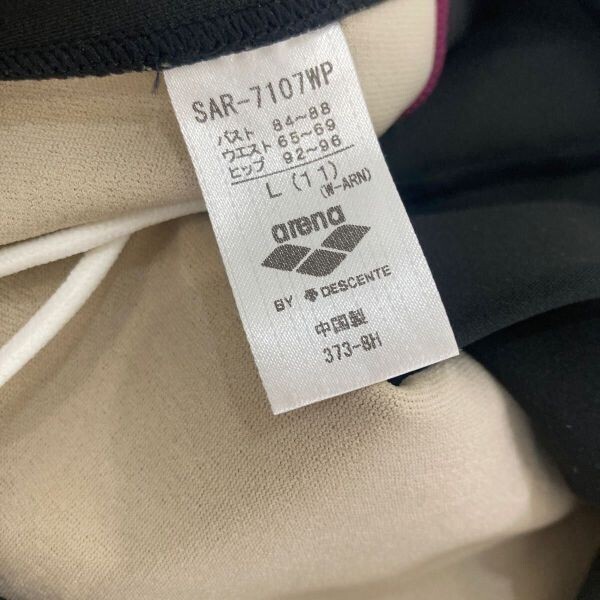 SAR-7107WP
バスト 84~88
ウエスト 65~69
ヒップ 92~96
L (11)
(W-ARN)
arena
BY DESCENTE
中国製
373-8H